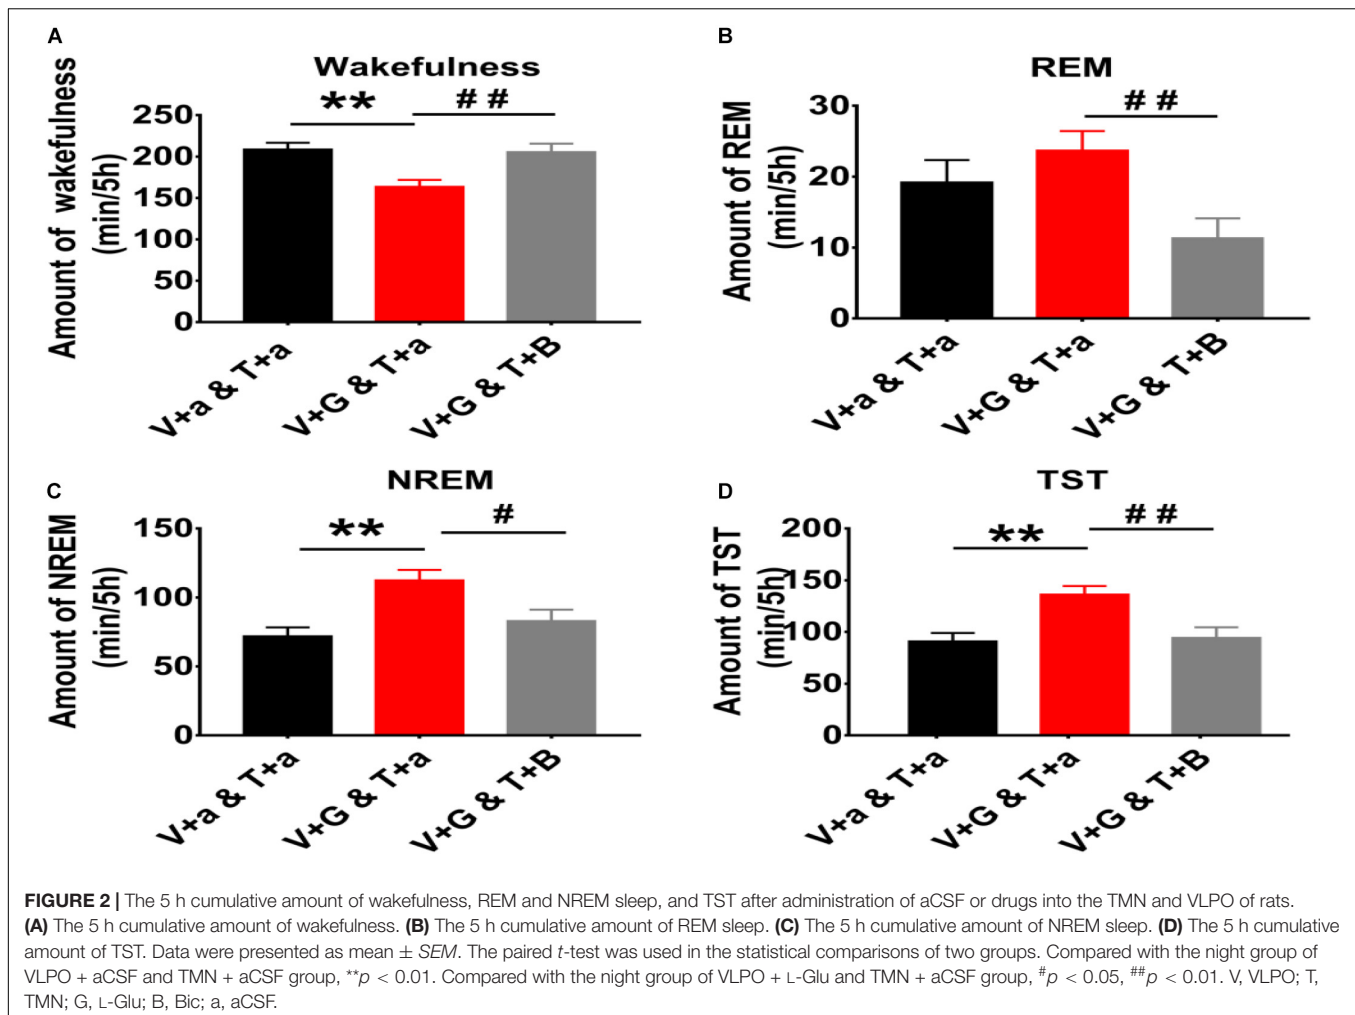 A
Wakefulness
**
# #
Amount of wakefulness
(min/5h)
250
200
150
100
50
0
V+a & T+a
V+G & T+a
V+G & T+B
B
REM
# #
Amount of REM
(min/5h)
30
20
10
0
V+a & T+a
V+G & T+a
V+G & T+B
C
NREM
**
#
Amount of NREM
(min/5h)
150
100
50
0
V+a & T+a
V+G & T+a
V+G & T+B
D
TST
**
# #
Amount of TST
(min/5h)
200
150
100
50
0
V+a & T+a
V+G & T+a
V+G & T+B
FIGURE 2 | The 5 h cumulative amount of wakefulness, REM and NREM sleep, and TST after administration of aCSF or drugs into the TMN and VLPO of rats.
(A) The 5 h cumulative amount of wakefulness. (B) The 5 h cumulative amount of REM sleep. (C) The 5 h cumulative amount of NREM sleep. (D) The 5 h cumulative
amount of TST. Data were presented as mean ± SEM. The paired t-test was used in the statistical comparisons of two groups. Compared with the night group of
VLPO + aCSF and TMN + aCSF group, **p < 0.01. Compared with the night group of VLPO + L-Glu and TMN + aCSF group, #p < 0.05, ##p < 0.01. V, VLPO; T,
TMN; G, L-Glu; B, Bic; a, aCSF.